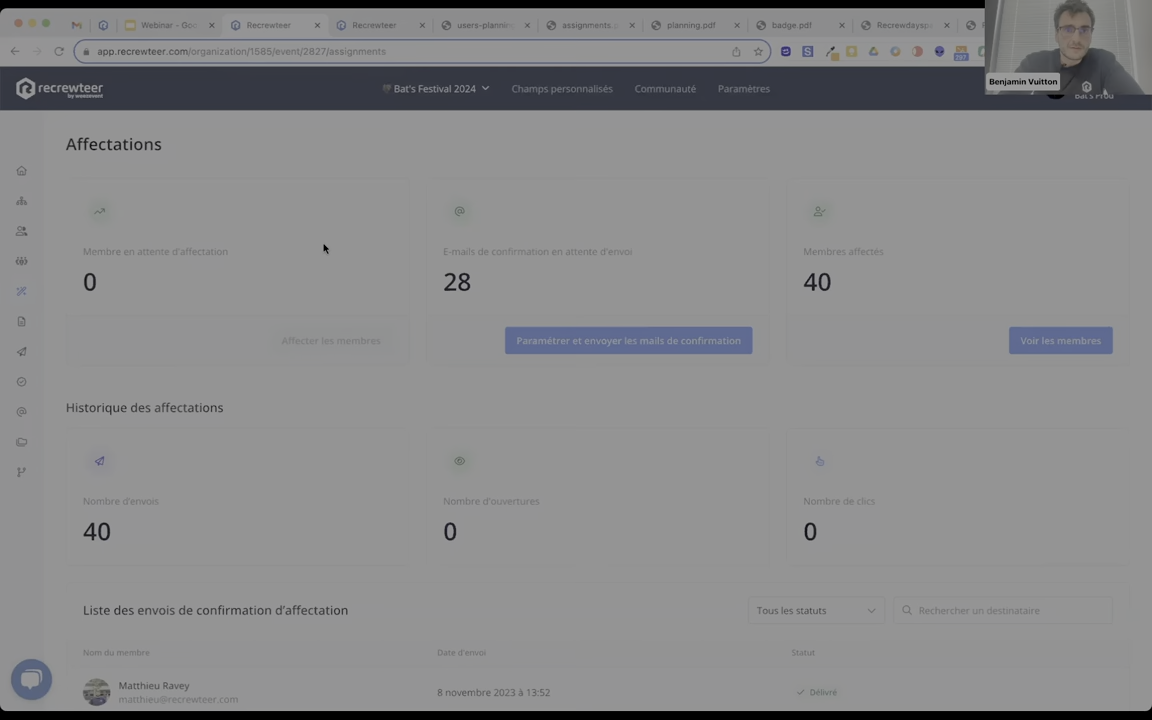 Webinar - Goo
Recrewteer
Recrewteer
users-plannin
assignments.
planning.pdf
badge.pdf
Recrewdaysp
app.recrewteer.com/organization/1585/event/2827/assignments
Benjamin Vuitton
recrewteer
by weezevent
Bat's Festival 2024
Champs personnalisés
Communauté
Paramètres
Bat's Prod
Affectations
Membre en attente d'affectation
0
Affecter les membres
E-mails de confirmation en attente d'envoi
28
Paramétrer et envoyer les mails de confirmation
Membres affectés
40
Voir les membres
Historique des affectations
Nombre d'envois
40
Nombre d'ouvertures
0
Nombre de clics
0
Liste des envois de confirmation d'affectation
Tous les statuts
Rechercher un destinataire
Nom du membre
Date d'envoi
Statut
Matthieu Ravey
matthieu@recrewteer.com
8 novembre 2023 à 13:52
Délivré